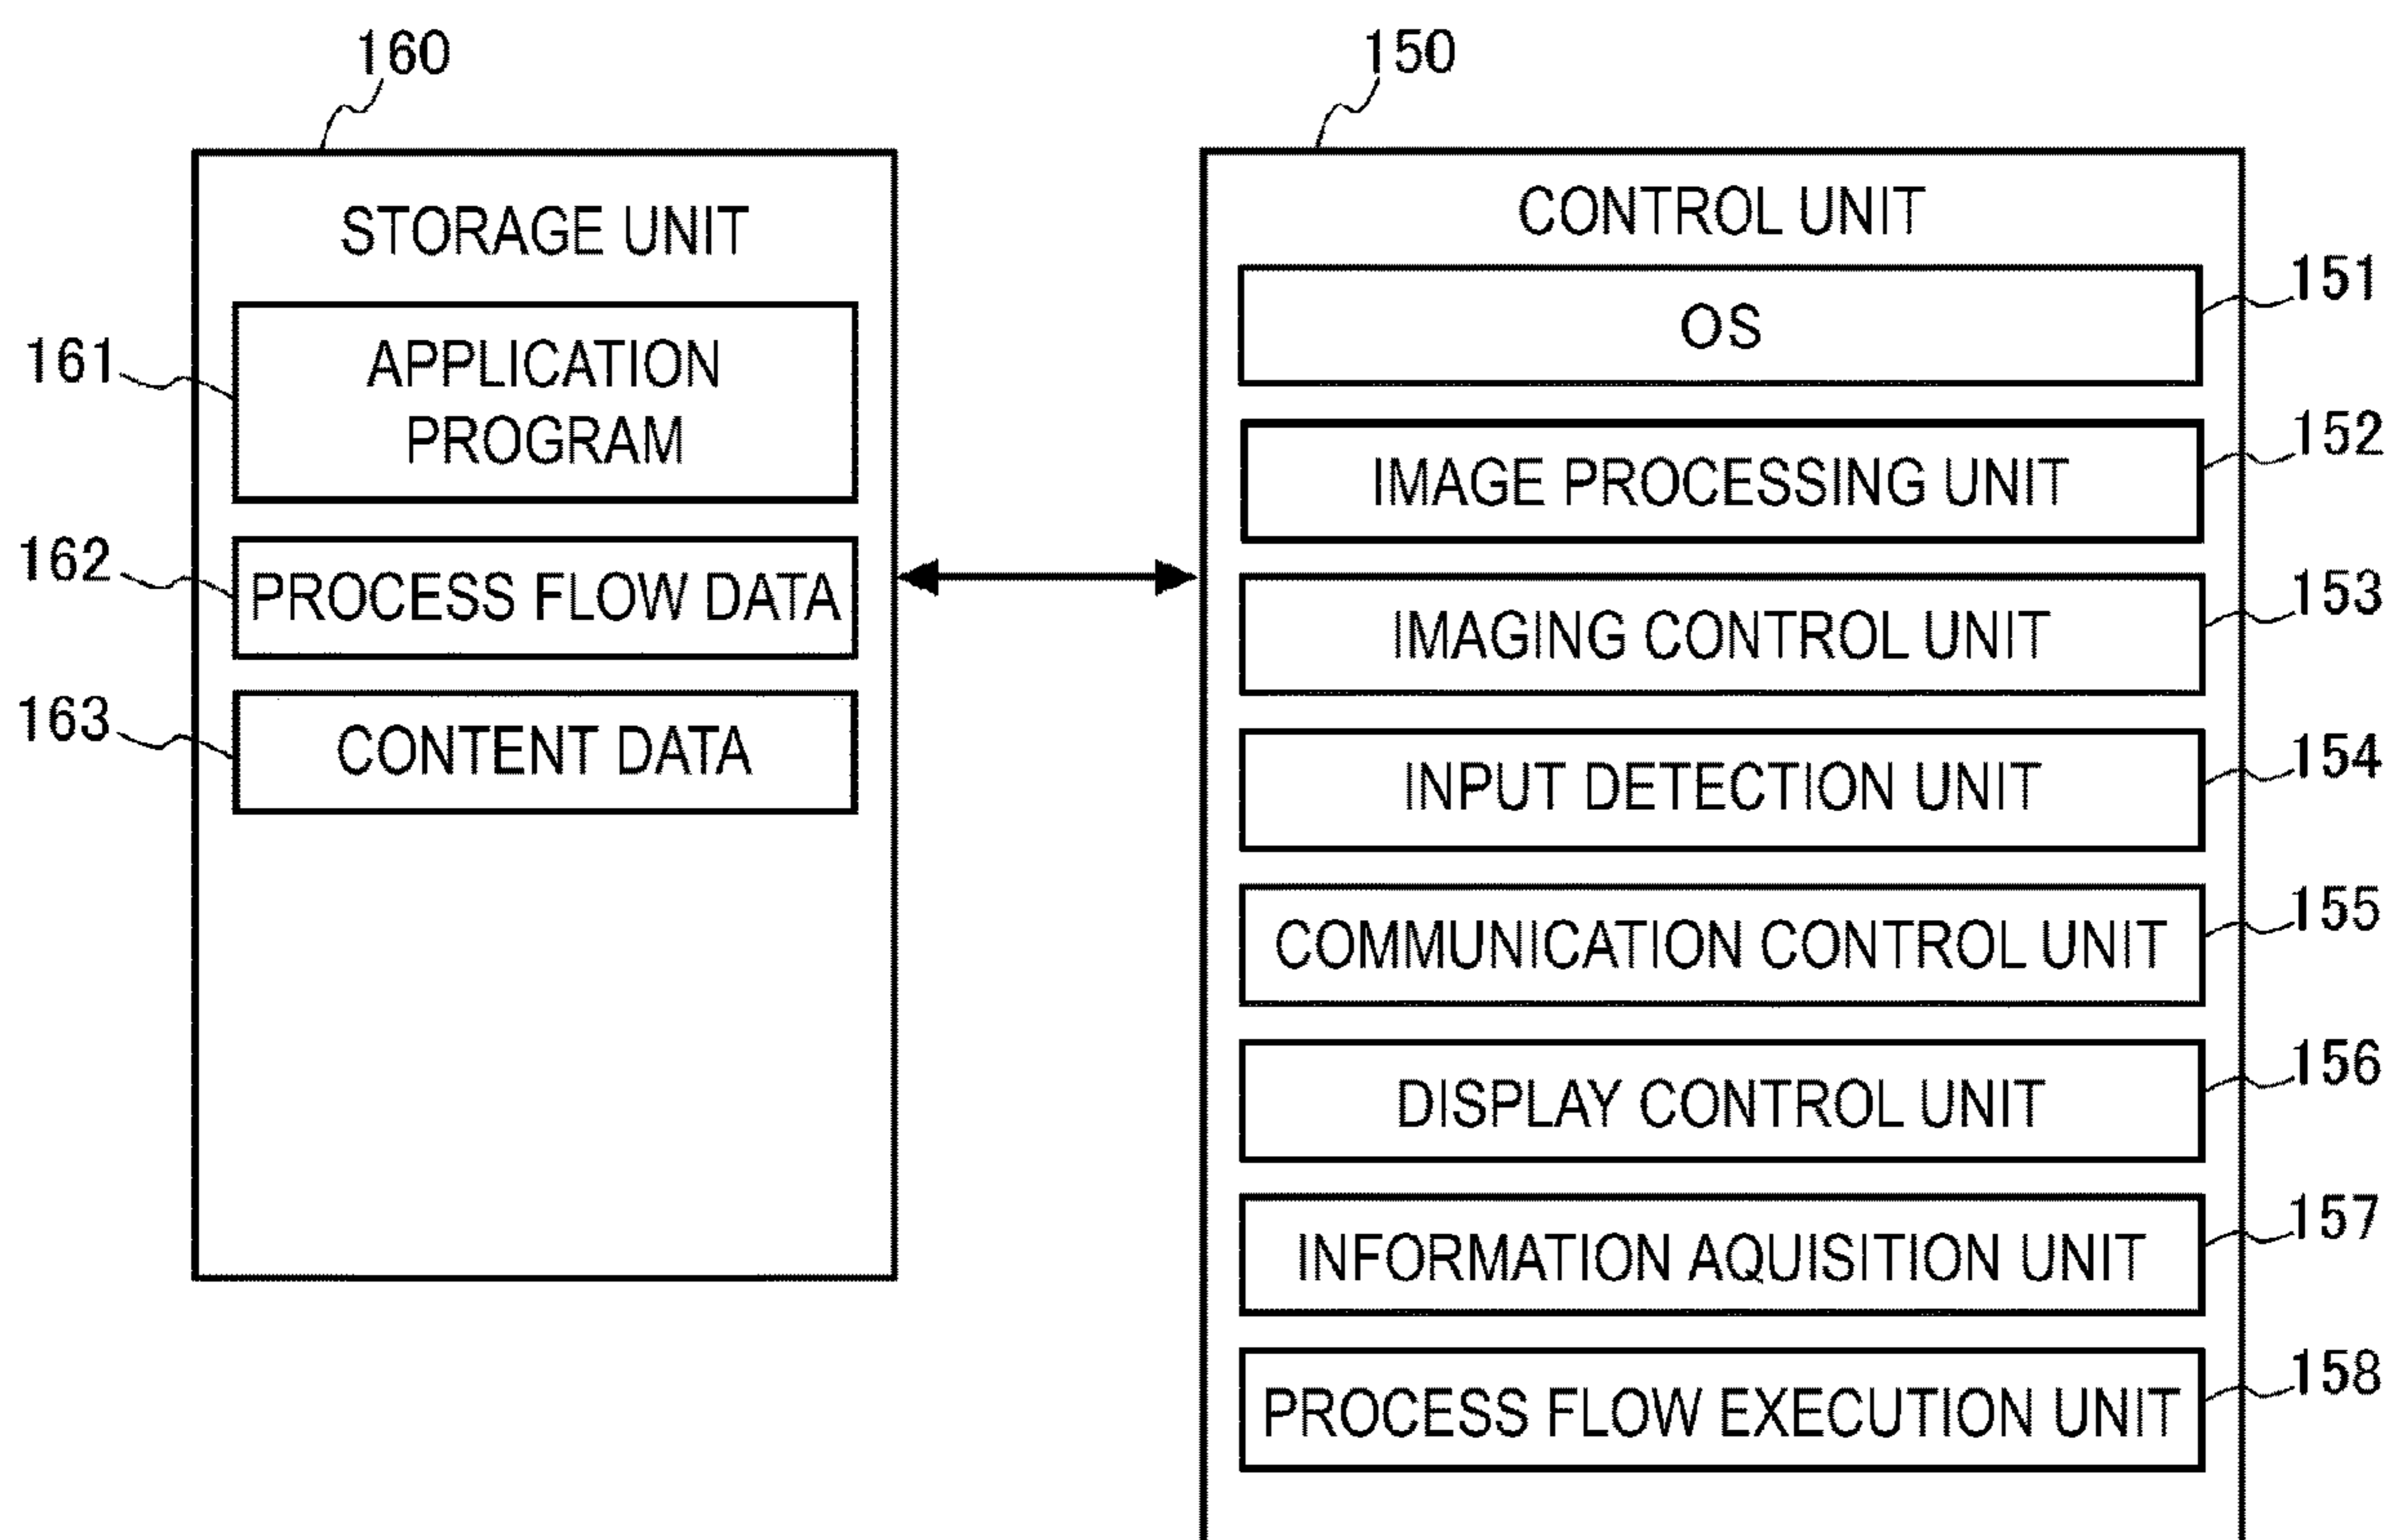 160
STORAGE UNIT
161
APPLICATION
PROGRAM
162
PROCESS FLOW DATA
163
CONTENT DATA
150
CONTROL UNIT
OS
151
IMAGE PROCESSING UNIT
152
IMAGING CONTROL UNIT
153
INPUT DETECTION UNIT
154
COMMUNICATION CONTROL UNIT
155
DISPLAY CONTROL UNIT
156
INFORMATION AQUISITION UNIT
157
PROCESS FLOW EXECUTION UNIT
158